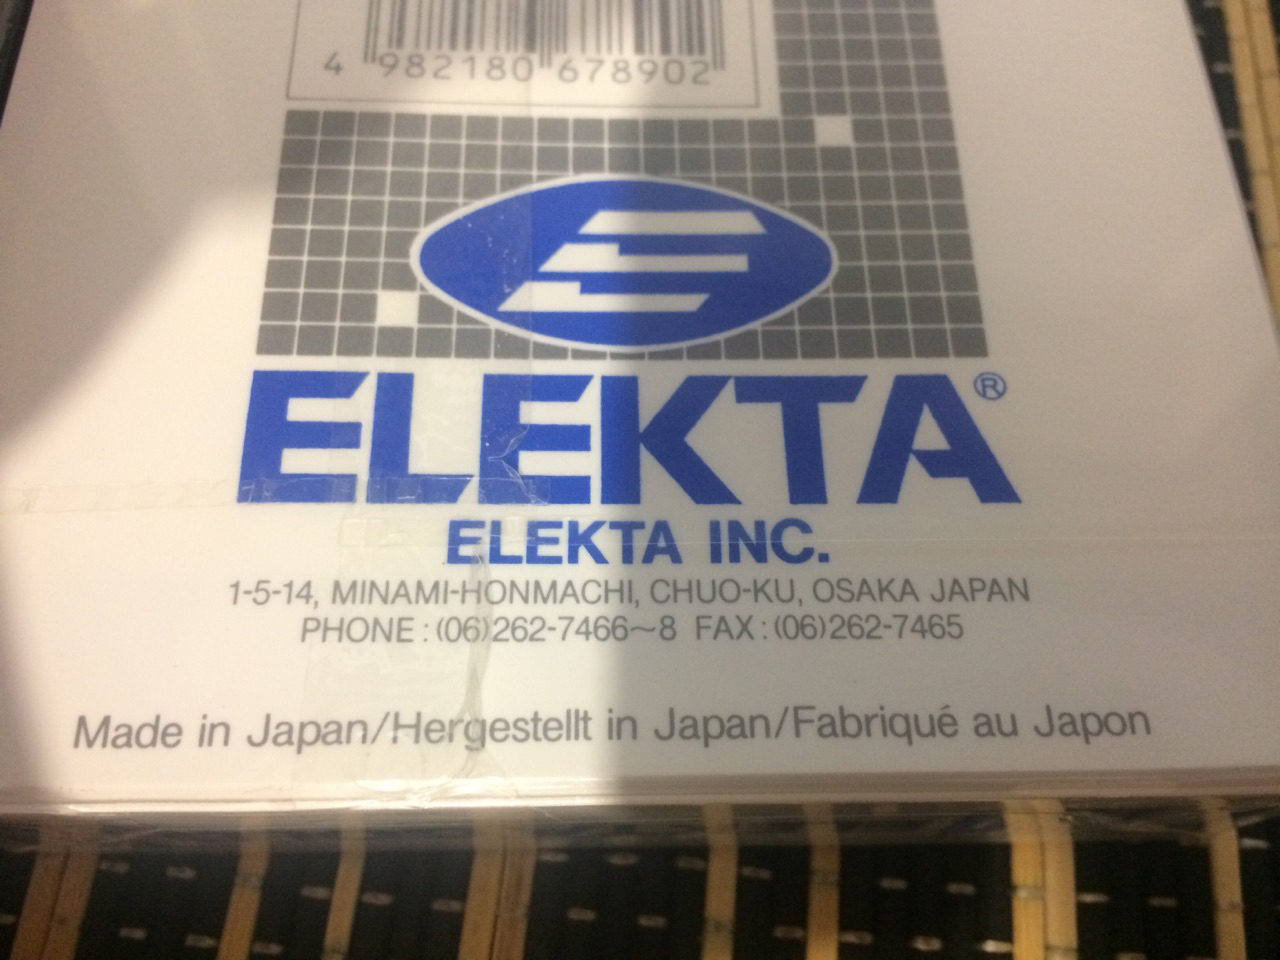 4 982180 678902
ELEKTA®
ELEKTA INC.
1-5-14, MINAMI-HONMACHI, CHUO-KU, OSAKA JAPAN
PHONE : (06)262-7466~8 FAX : (06)262-7465
Made in Japan/Hergestellt in Japan/Fabriqué au Japon